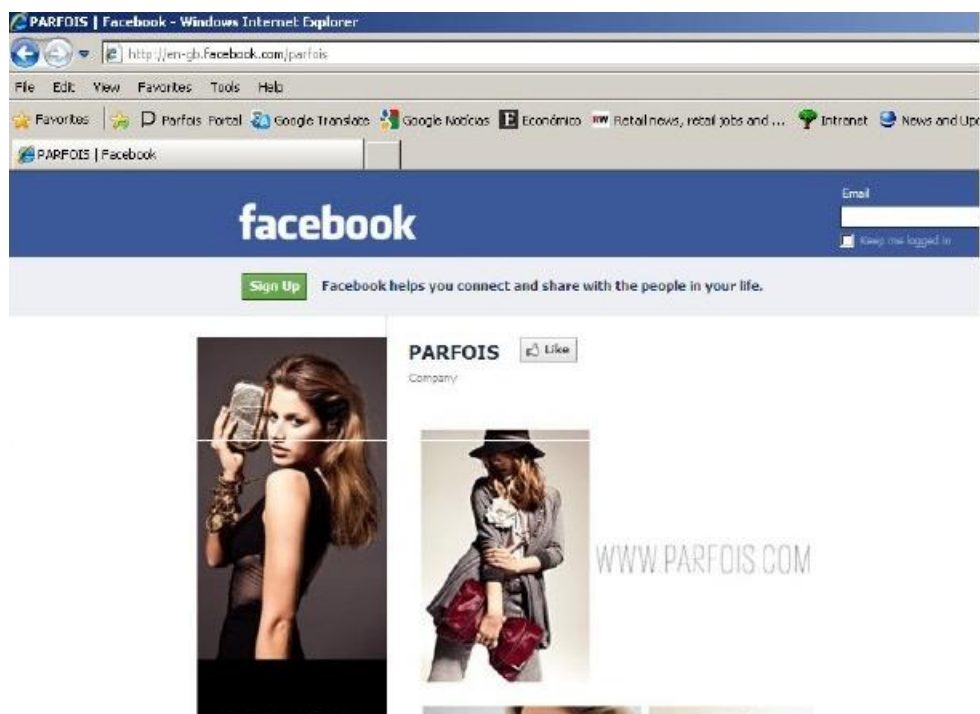 PARFOIS | Facebook - Windows Internet Explorer
http://en-gb.facebook.com/parfois
File Edit View Favorites Tools Help
Favorites Parfois Portal Google Translate Google Notícias E Económico RW Retail news, retail jobs and ... Intranet News and Upd
PARFOIS | Facebook
Email
facebook
Keep me logged in
Sign Up Facebook helps you connect and share with the people in your life.
PARFOIS Like
Company
WWW.PARFOIS.COM